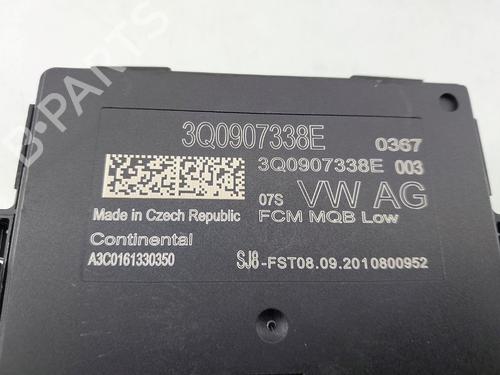 B-PARTS
3Q0907338E 0367
3Q0907338E 003
07S VW AG
Made in Czech Republic FCM MQB Low
Continental
A3C0161330350 SJ8-FST08.09.2010800952